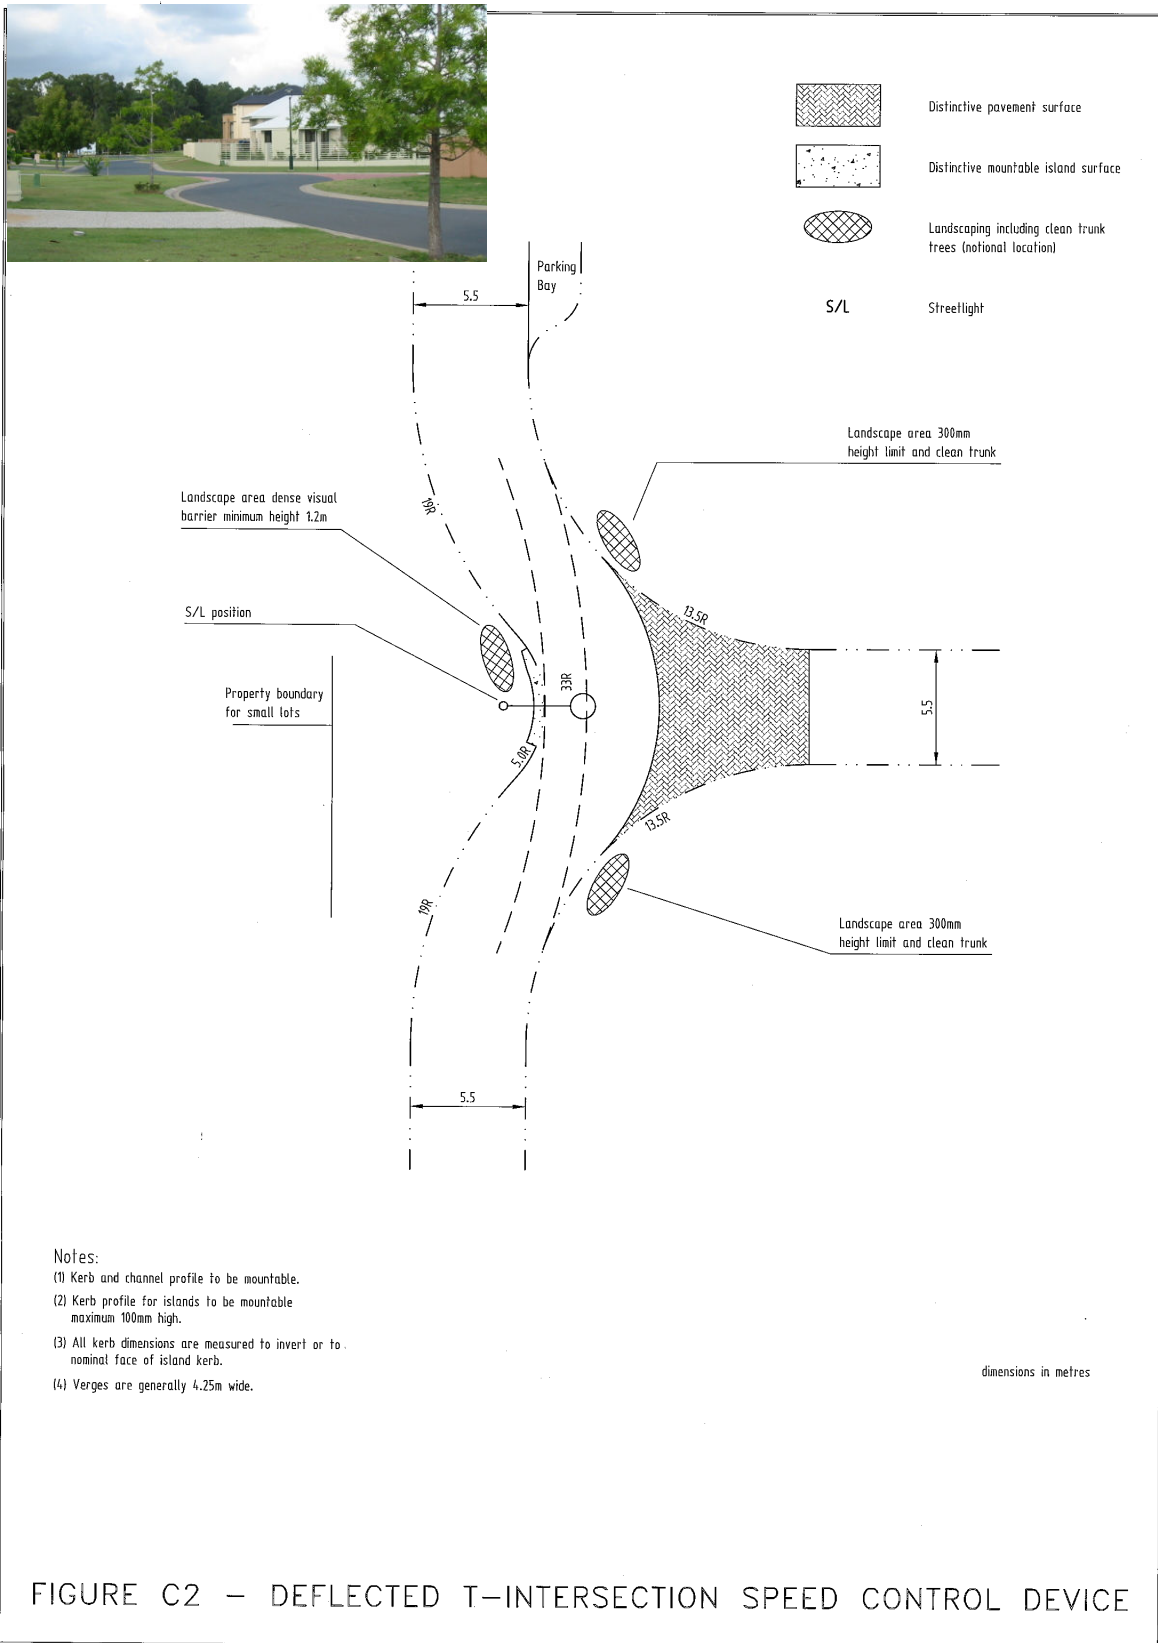 Distinctive pavement surface
Distinctive mountable island surface
Landscaping including clean trunk
trees (notional location)
S/L
Streetlight
Parking
Bay
5.5
Landscape area 300mm
height limit and clean trunk
19R
Landscape area dense visual
barrier minimum height 1.2m
S/L position
13.5R
33R
Property boundary
for small lots
5.5
5.0R
13.5R
19R
Landscape area 300mm
height limit and clean trunk
5.5
Notes:
(1) Kerb and channel profile to be mountable.
(2) Kerb profile for islands to be mountable
maximum 100mm high.
(3) All kerb dimensions are measured to invert or to
nominal face of island kerb.
(4) Verges are generally 4.25m wide.
dimensions in metres
FIGURE C2 – DEFLECTED T-INTERSECTION SPEED CONTROL DEVICE